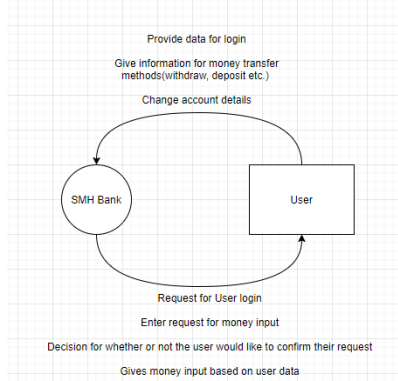 Provide data for login
Give information for money transfer
methods(withdraw, deposit etc.)
Change account details
SMH Bank
User
Request for User login
Enter request for money input
Decision for whether or not the user would like to confirm their request
Gives money input based on user data